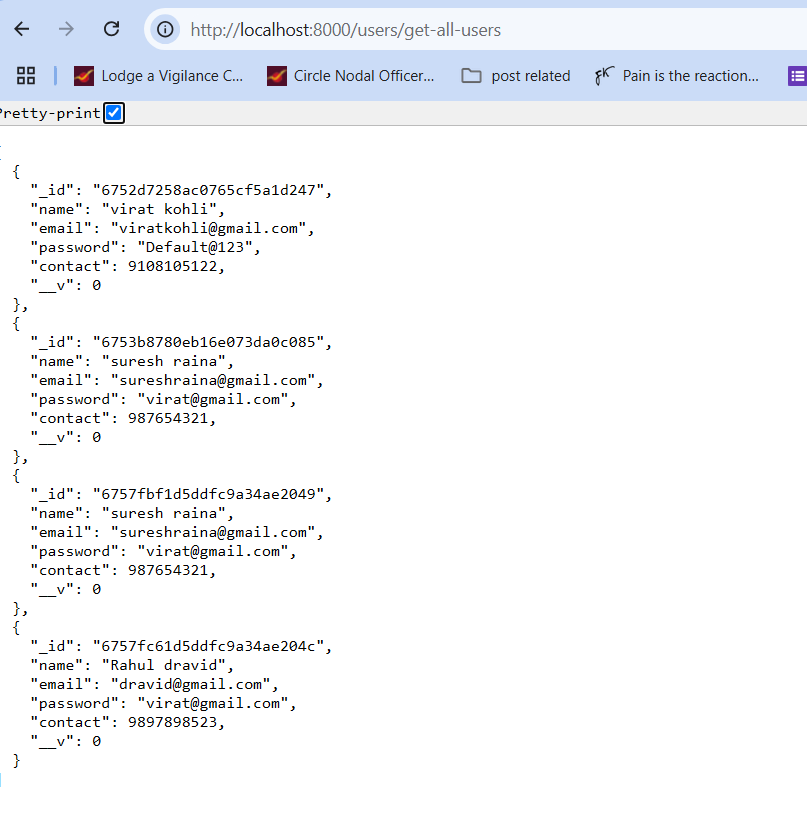 http://localhost:8000/users/get-all-users
Lodge a Vigilance C... Circle Nodal Officer... post related Pain is the reaction...
Pretty-print
[
{
"_id": "6752d7258ac0765cf5a1d247",
"name": "virat kohli",
"email": "viratkohli@gmail.com",
"password": "Default@123",
"contact": 9108105122,
"__v": 0
},
{
"_id": "6753b8780eb16e073da0c085",
"name": "suresh raina",
"email": "sureshraina@gmail.com",
"password": "virat@gmail.com",
"contact": 987654321,
"__v": 0
},
{
"_id": "6757fbf1d5ddfc9a34ae2049",
"name": "suresh raina",
"email": "sureshraina@gmail.com",
"password": "virat@gmail.com",
"contact": 987654321,
"__v": 0
},
{
"_id": "6757fc61d5ddfc9a34ae204c",
"name": "Rahul dravid",
"email": "dravid@gmail.com",
"password": "virat@gmail.com",
"contact": 9897898523,
"__v": 0
}
]